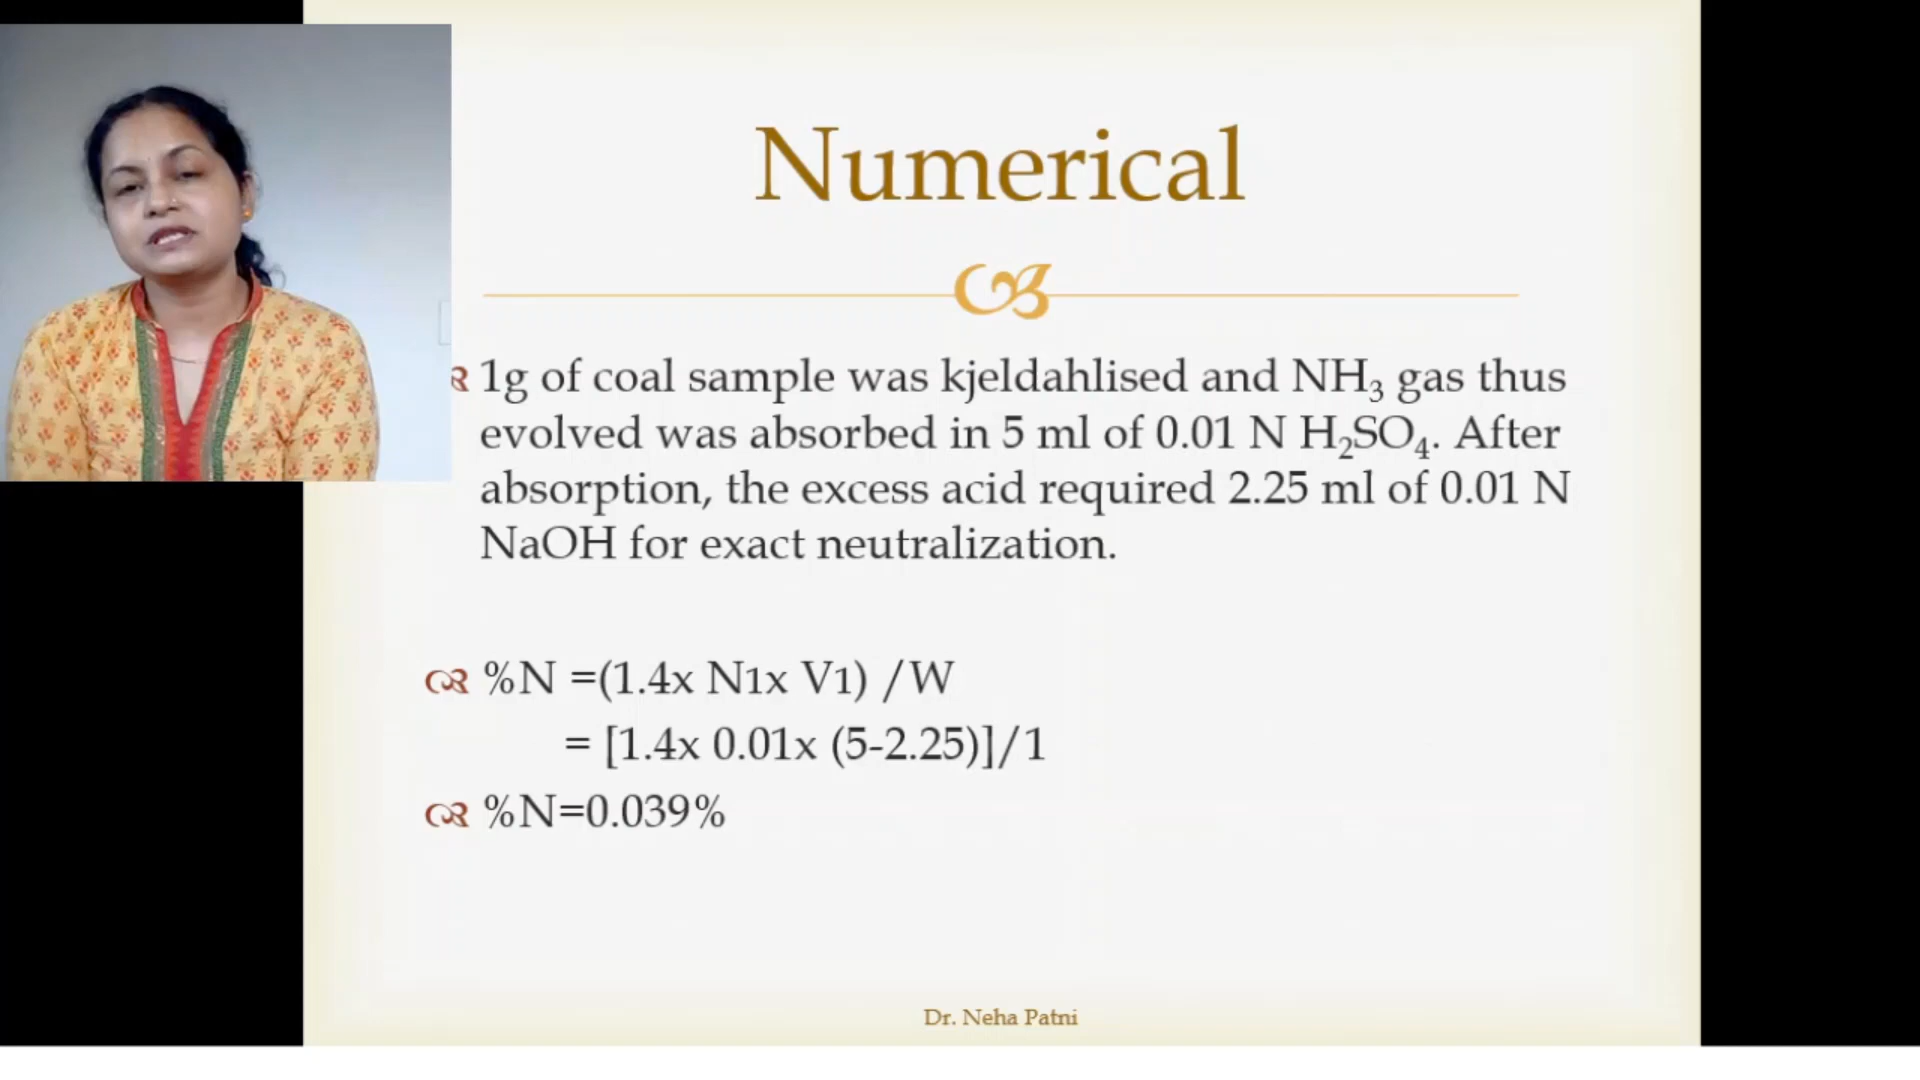 Numerical
1g of coal sample was kjeldahlised and NH₃ gas thus
evolved was absorbed in 5 ml of 0.01 N H₂SO₄. After
absorption, the excess acid required 2.25 ml of 0.01 N
NaOH for exact neutralization.
%N =(1.4x N1x V1) /W
= [1.4x 0.01x (5-2.25)]/1
%N=0.039%
Dr. Neha Patni